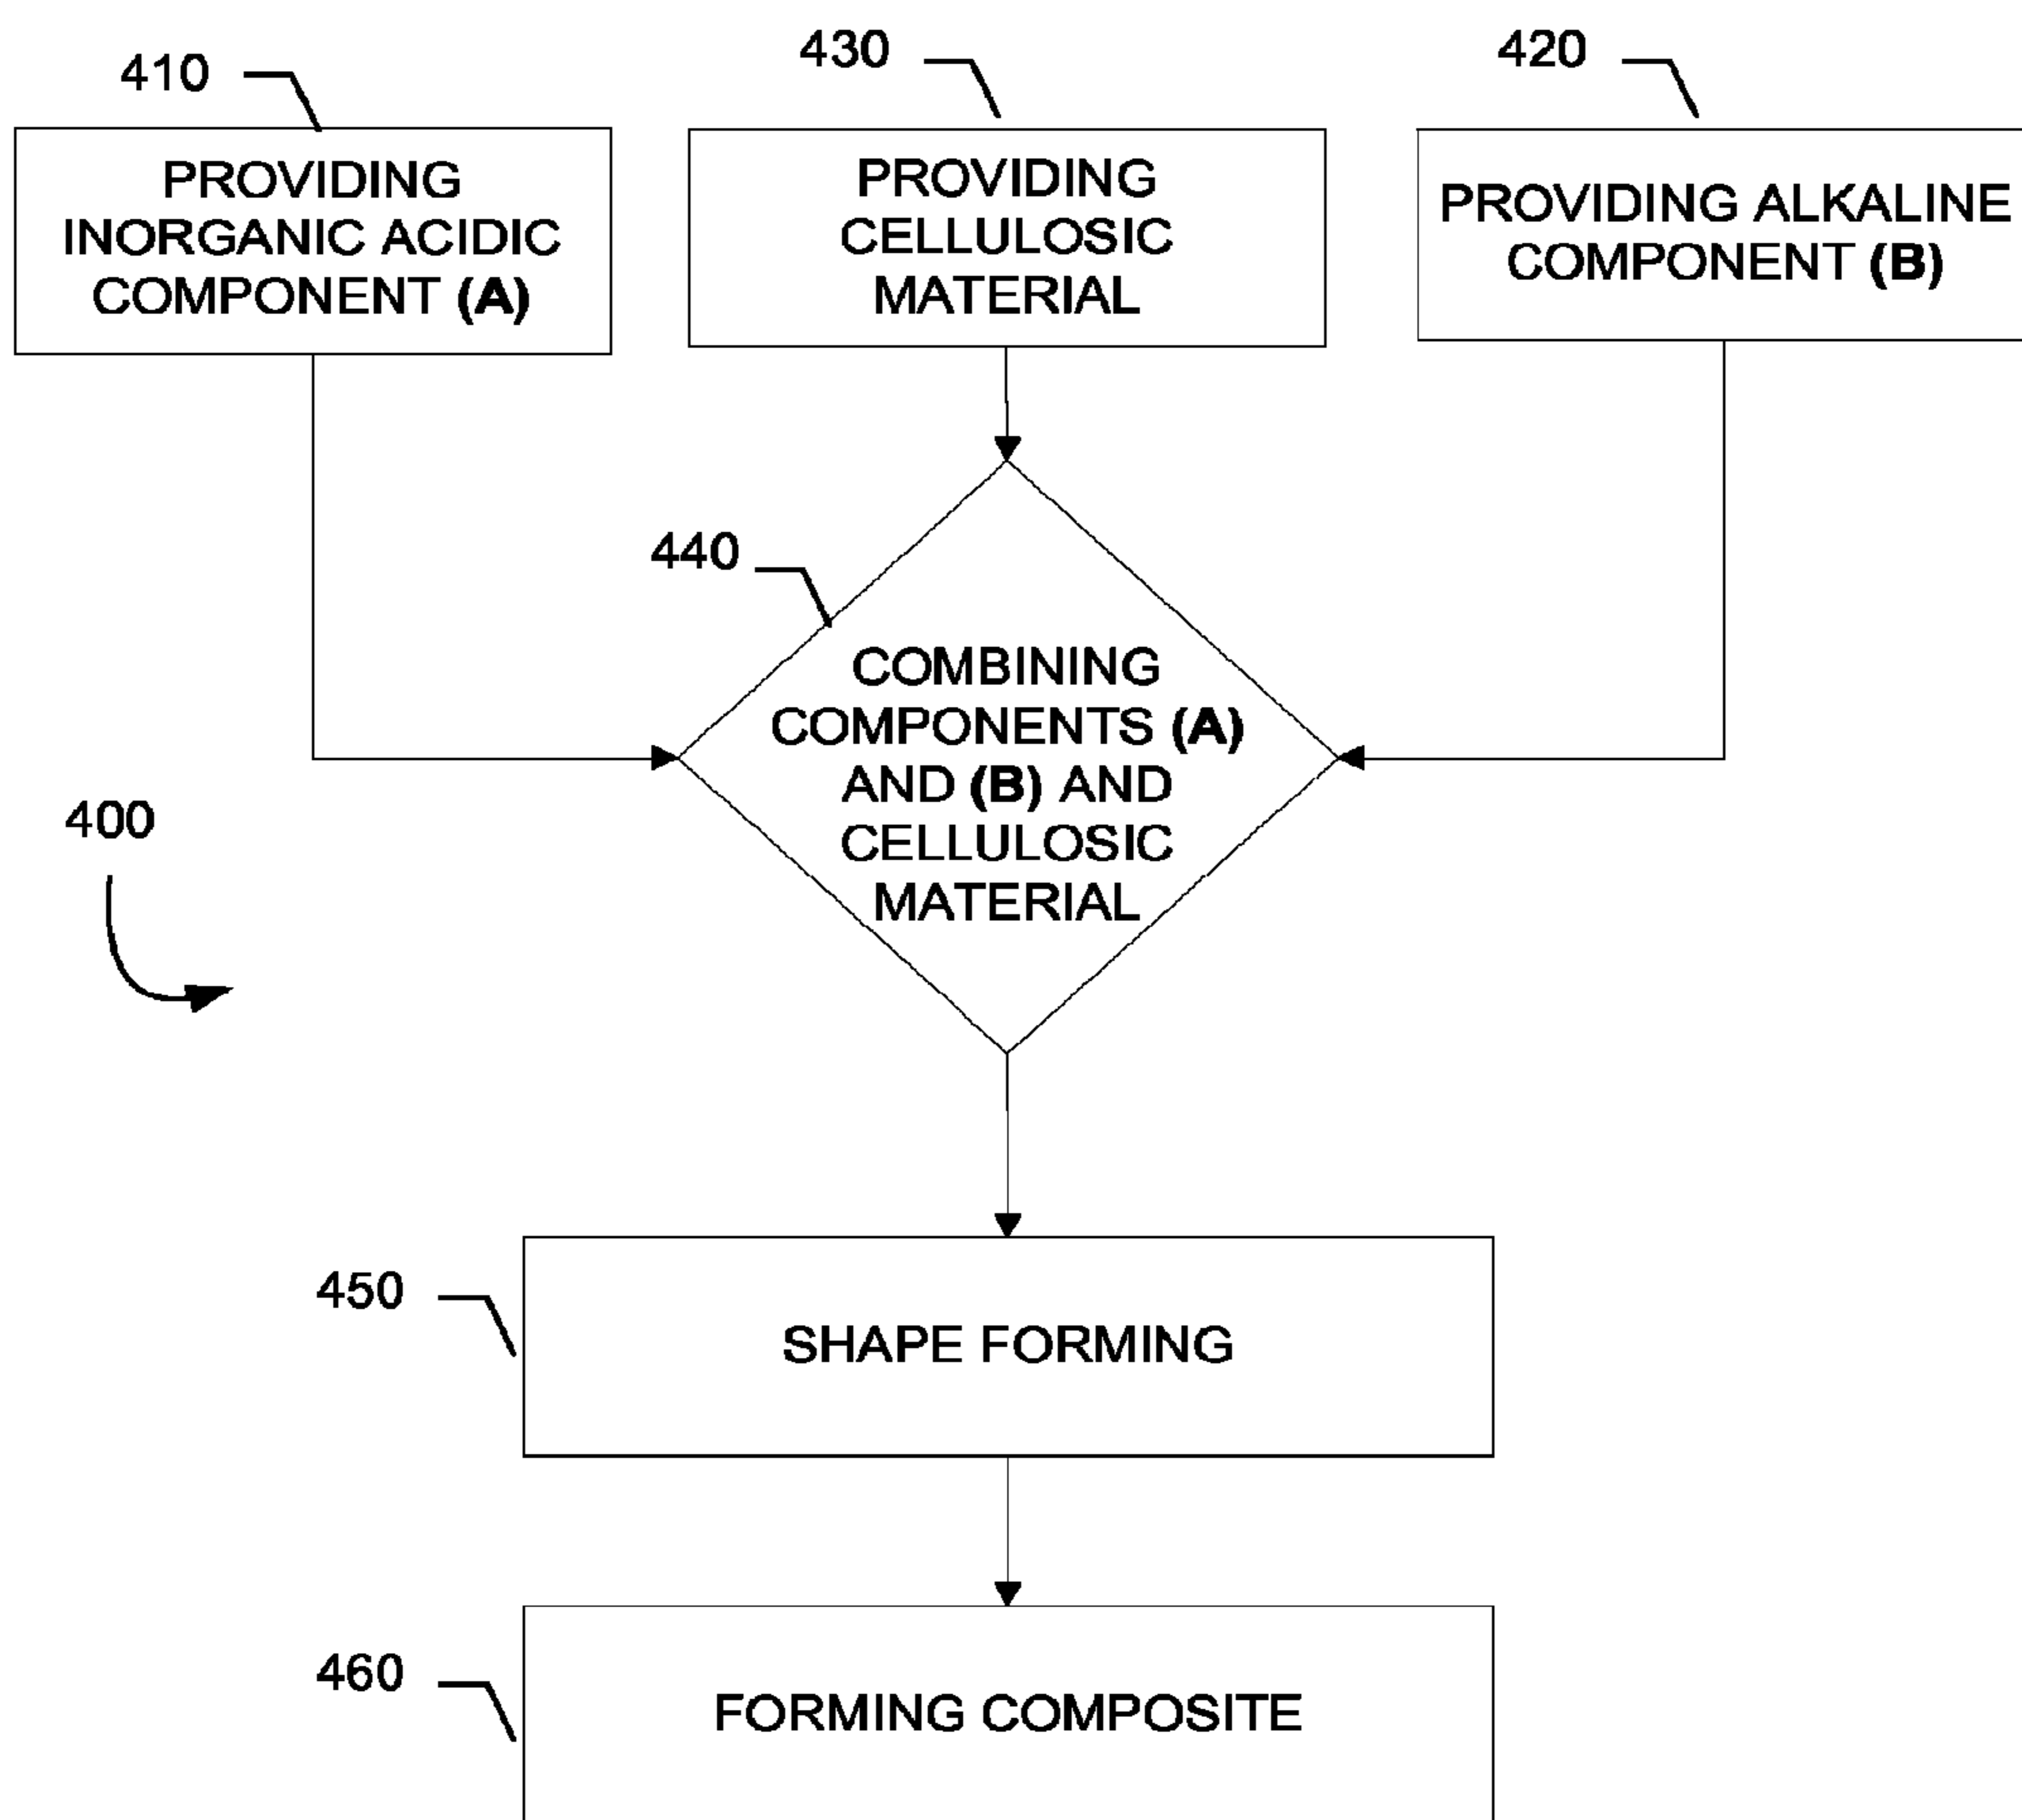 410
PROVIDING
INORGANIC ACIDIC
COMPONENT (A)
430
PROVIDING
CELLULOSIC
MATERIAL
420
PROVIDING ALKALINE
COMPONENT (B)
440
COMBINING
COMPONENTS (A)
AND (B) AND
CELLULOSIC
MATERIAL
400
450
SHAPE FORMING
460
FORMING COMPOSITE